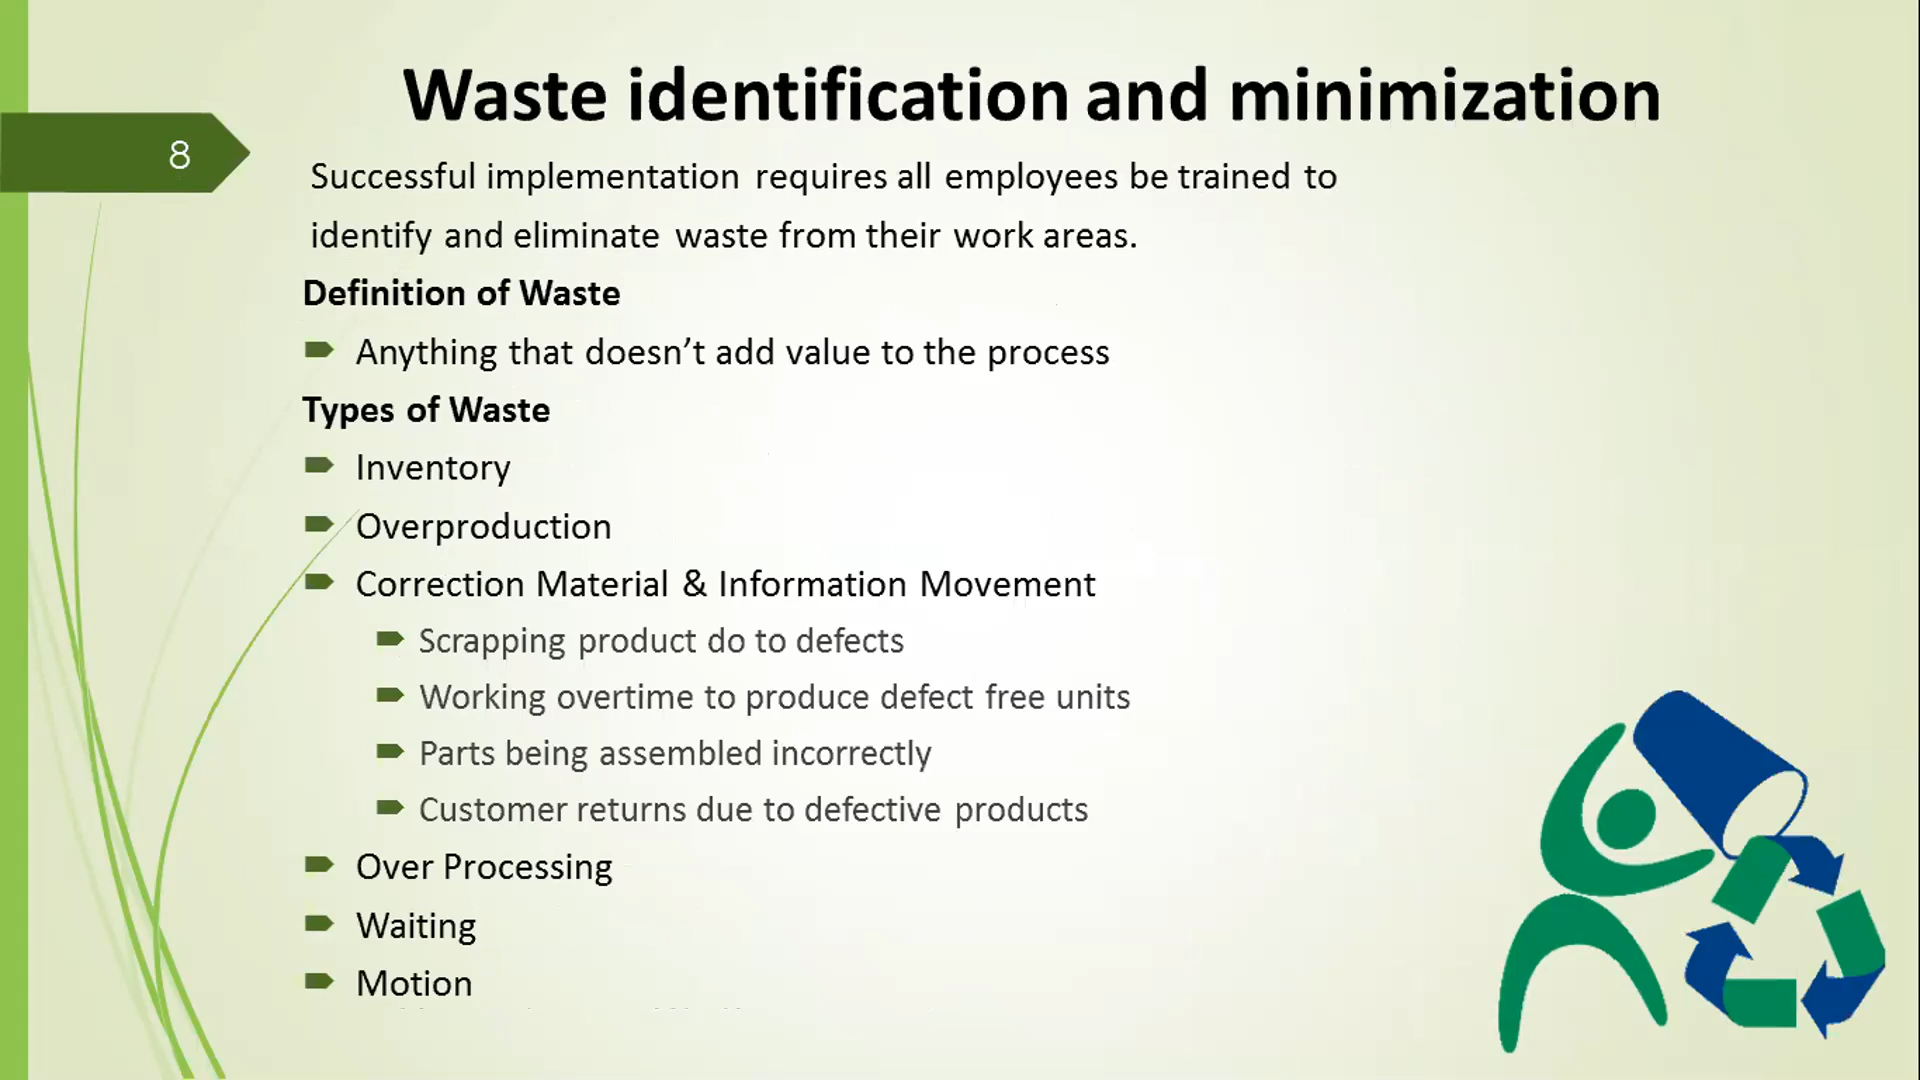 Waste identification and minimization
8
Successful implementation requires all employees be trained to
identify and eliminate waste from their work areas.
Definition of Waste
Anything that doesn’t add value to the process
Types of Waste
Inventory
Overproduction
Correction Material & Information Movement
Scrapping product do to defects
Working overtime to produce defect free units
Parts being assembled incorrectly
Customer returns due to defective products
Over Processing
Waiting
Motion